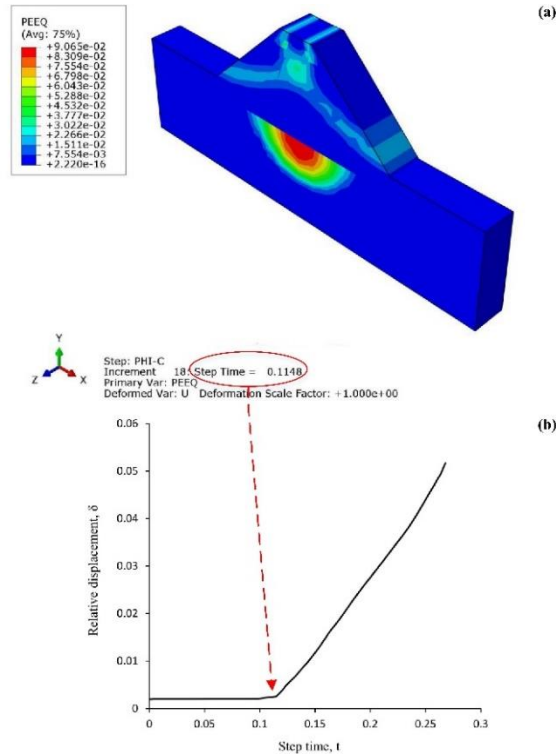 (a)
PEEQ
(Avg: 75%)
+9.065e-02
+8.309e-02
+7.554e-02
+6.798e-02
+6.043e-02
+5.288e-02
+4.532e-02
+3.777e-02
+3.022e-02
+2.266e-02
+1.511e-02
+7.554e-03
+2.220e-16
Y
Z
X
Step: PHI-C
Increment 18: Step Time = 0.1148
Primary Var: PEEQ
Deformed Var: U Deformation Scale Factor: +1.000e+00
(b)
0.06
0.05
0.04
0.03
0.02
0.01
0
Relative displacement, δ
0
0.05
0.1
0.15
0.2
0.25
0.3
Step time, t